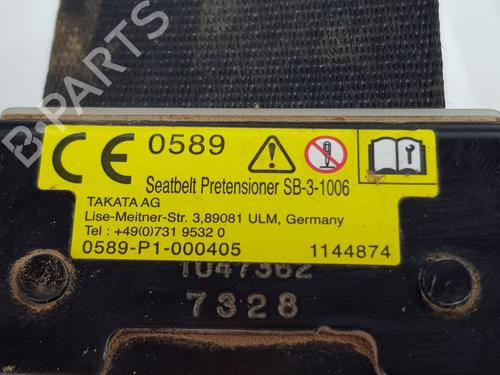 B-PARTS
CE 0589
Seatbelt Pretensioner SB-3-1006
TAKATA AG
Lise-Meitner-Str. 3,89081 ULM, Germany
Tel : +49(0)731 9532 0
0589-P1-000405 1144874
1047362
7328